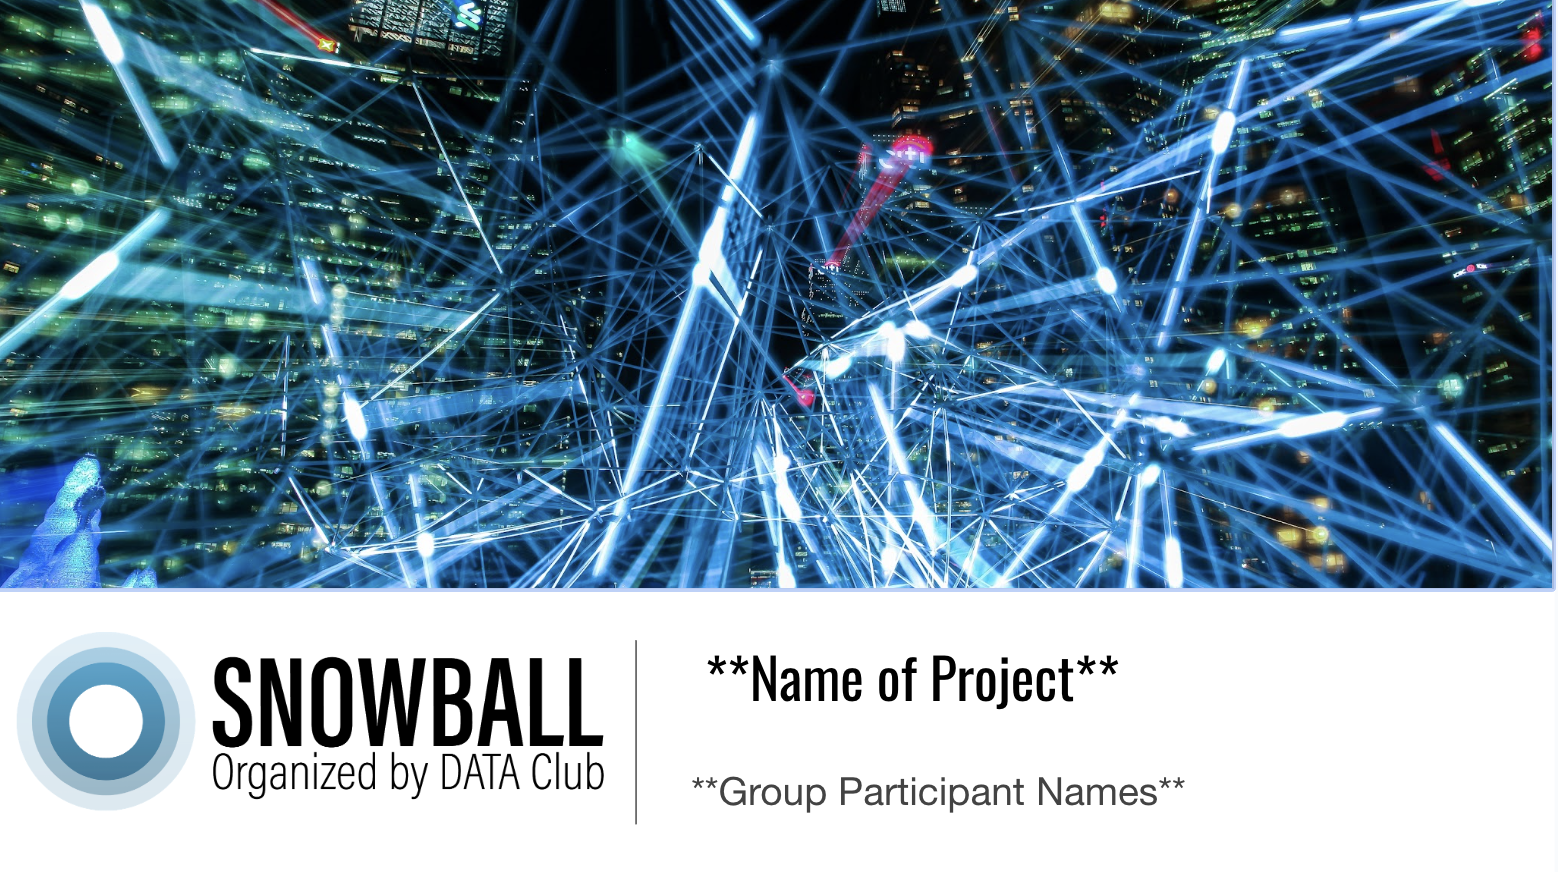 SNOWBALL
Organized by DATA Club
**Name of Project**
**Group Participant Names**